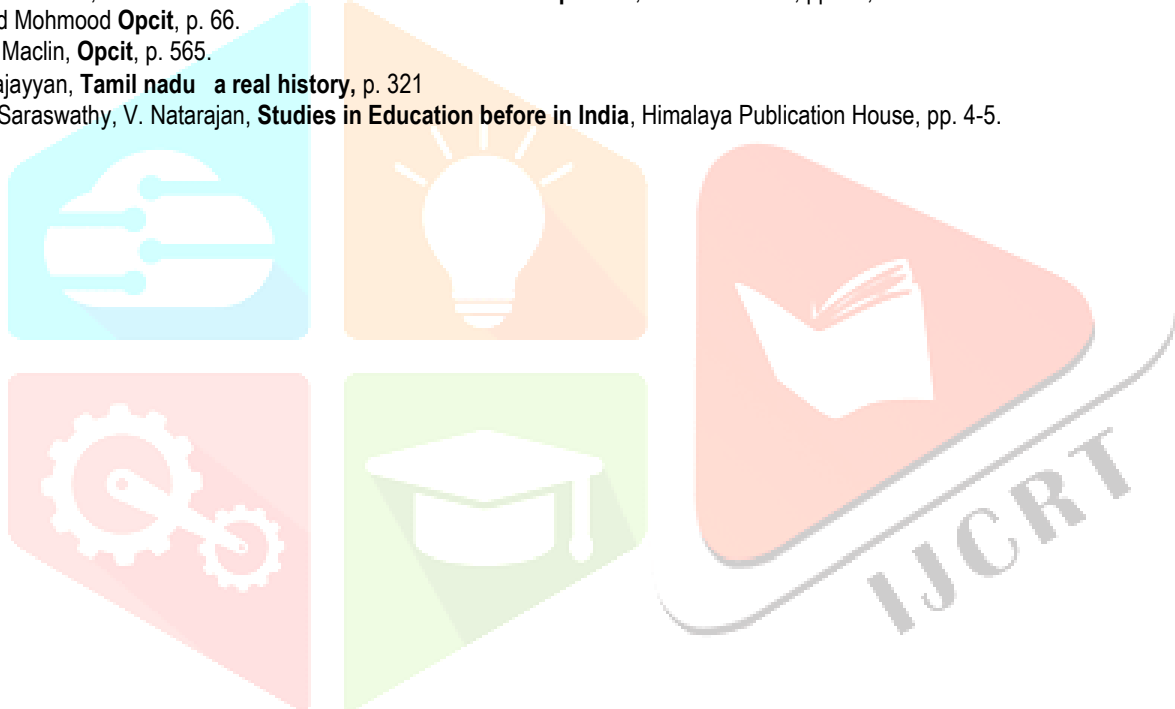 d Mohmood Opcit, p. 66.
Maclin, Opcit, p. 565.
ajayyan, Tamil nadu a real history, p. 321
Saraswathy, V. Natarajan, Studies in Education before in India, Himalaya Publication House, pp. 4-5.
IJCRT